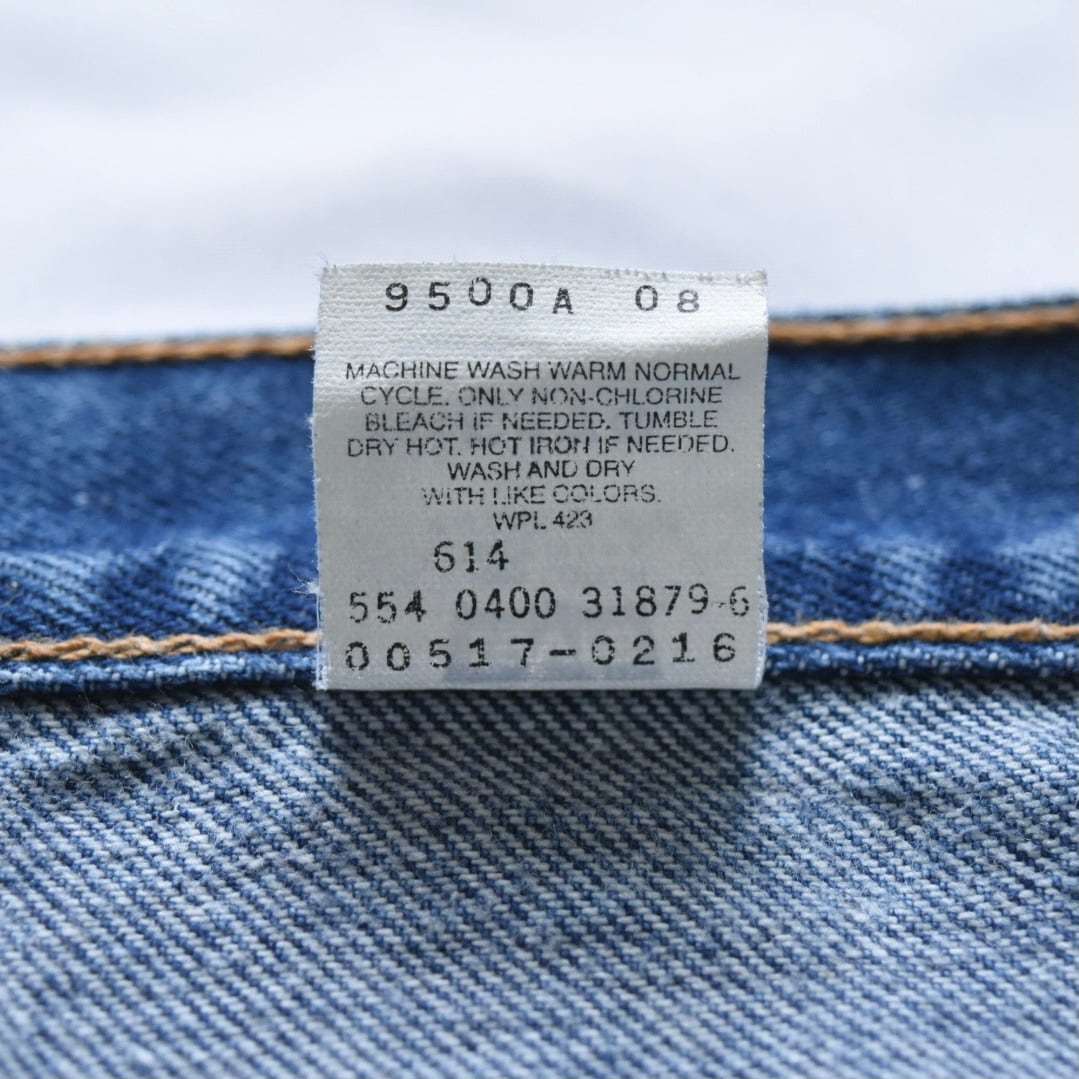 9500A 08
MACHINE WASH WARM NORMAL
CYCLE. ONLY NON-CHLORINE
BLEACH IF NEEDED. TUMBLE
DRY HOT. HOT IRON IF NEEDED.
WASH AND DRY
WITH LIKE COLORS.
WPL 423
614
554 0400 31879-6
00517-0216